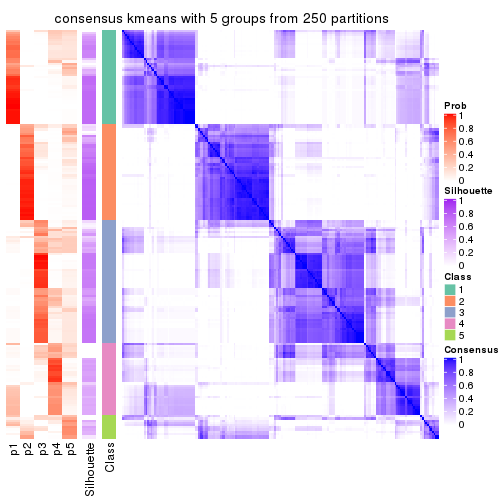 consensus kmeans with 5 groups from 250 partitions
Prob
1
0.8
0.6
0.4
0.2
0
Silhouette
1
0.8
0.6
0.4
0.2
0
Class
1
2
3
4
5
Consensus
1
0.8
0.6
0.4
0.2
0
p1
p2
p3
p4
p5
Silhouette
Class